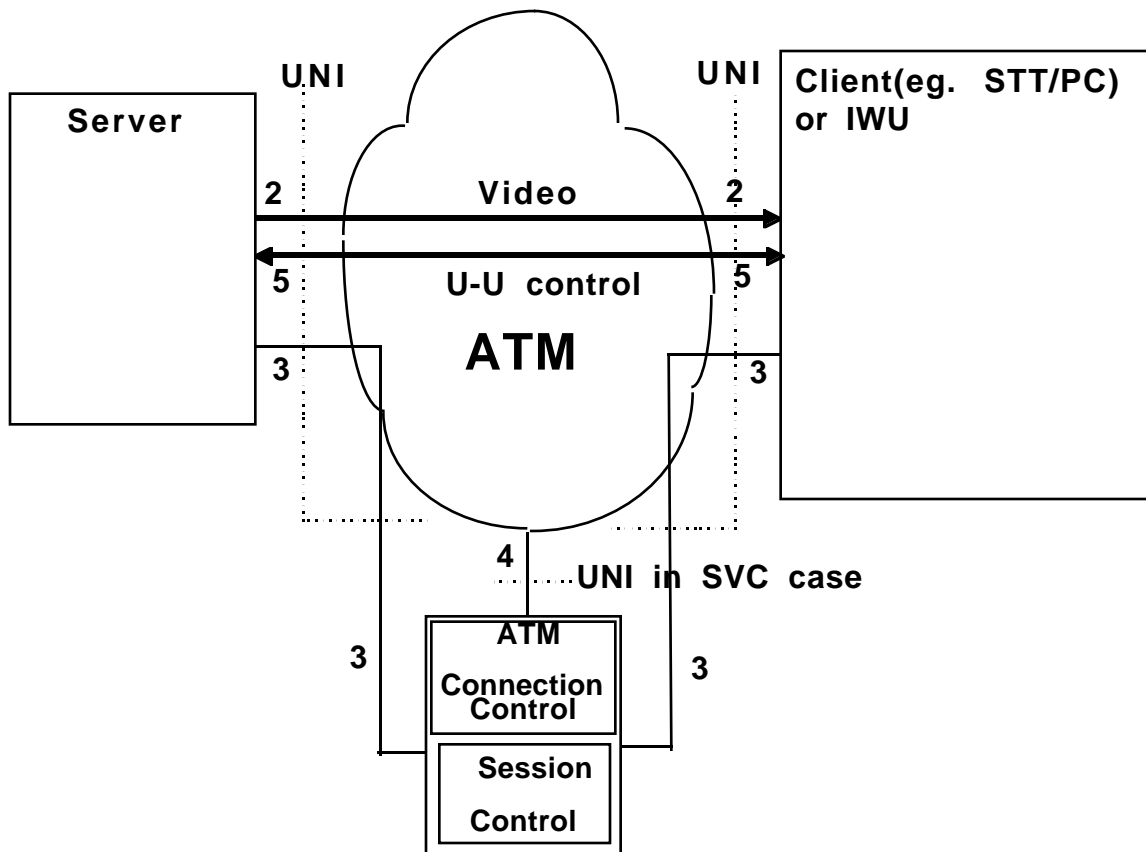 UNI
UNI
Server
Client(eg. STT/PC)
or IWU
2
Video
2
5
U-U control
5
3
ATM
3
4
UNI in SVC case
3
ATM
Connection
Control
3
Session
Control